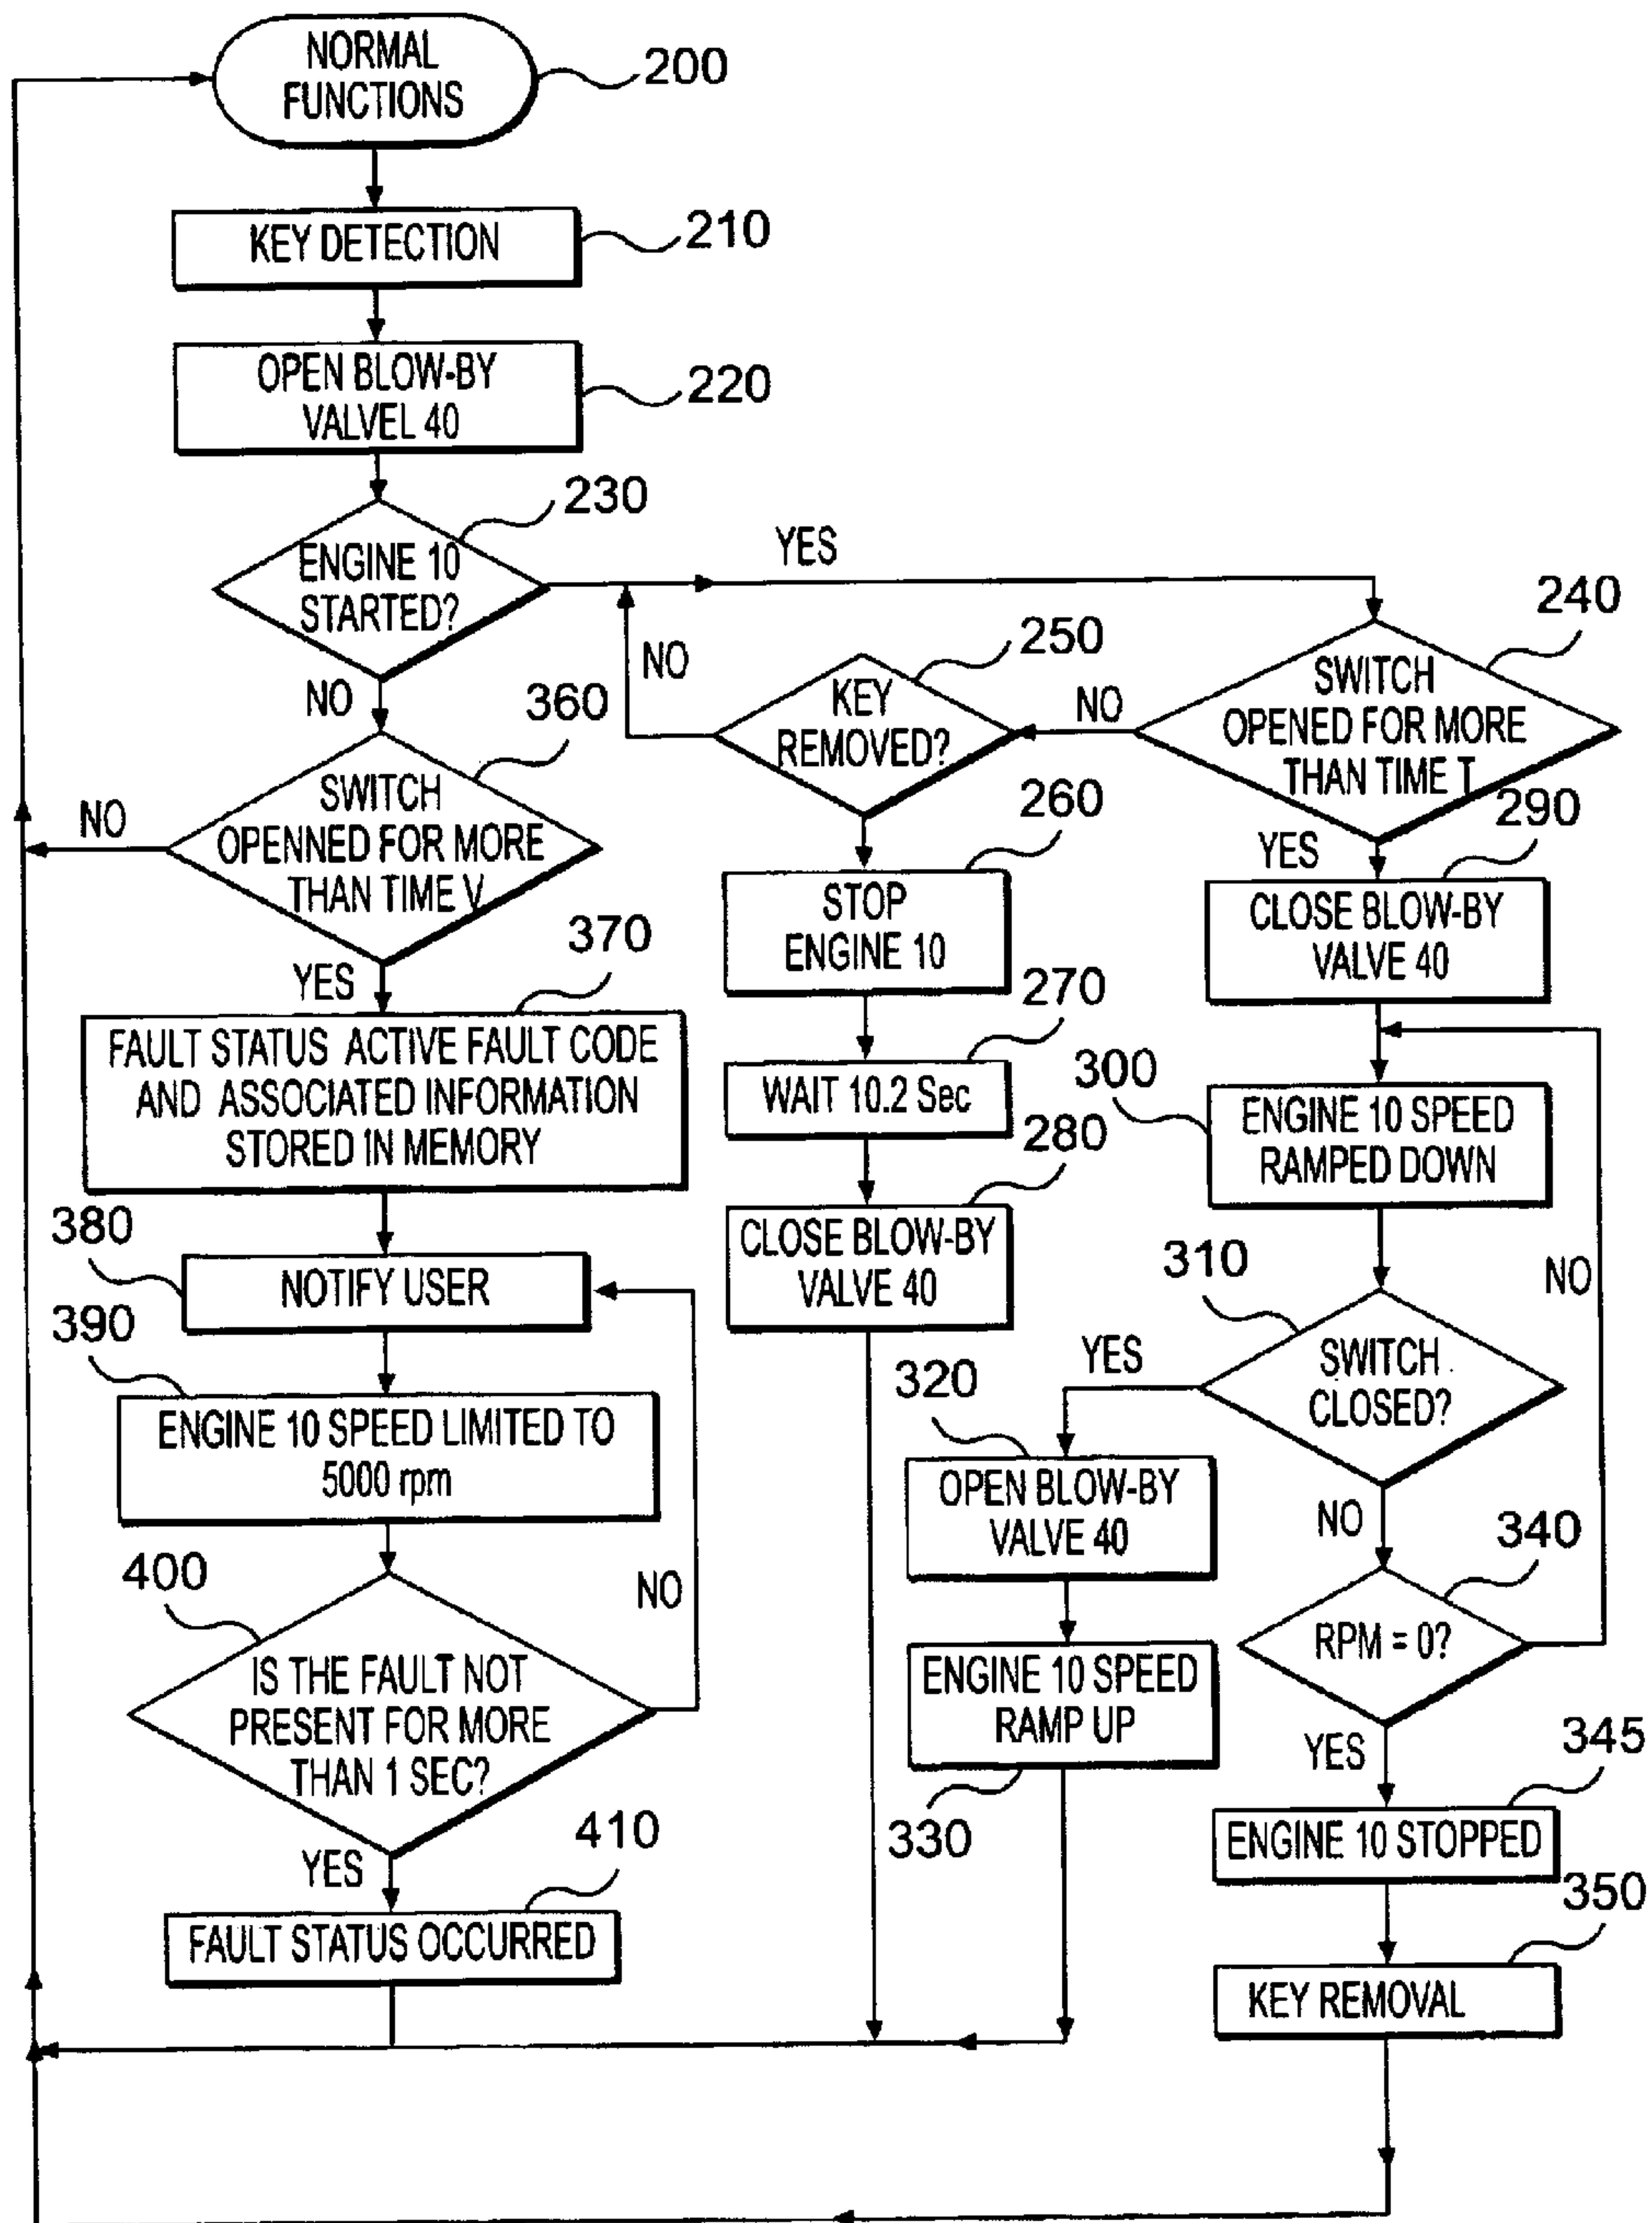 NORMAL
FUNCTIONS
200
KEY DETECTION
210
OPEN BLOW-BY
VALVEL 40
220
230
ENGINE 10
STARTED?
YES
NO
240
SWITCH
OPENED FOR MORE
THAN TIME T
NO
250
KEY
REMOVED?
NO
360
SWITCH
OPENNED FOR MORE
THAN TIME V
NO
YES
260
STOP
ENGINE 10
270
WAIT 10.2 Sec
280
CLOSE BLOW-BY
VALVE 40
YES
290
CLOSE BLOW-BY
VALVE 40
300
ENGINE 10 SPEED
RAMPED DOWN
310
SWITCH
CLOSED?
YES
NO
NO
320
OPEN BLOW-BY
VALVE 40
ENGINE 10 SPEED
RAMP UP
330
340
RPM = 0?
YES
345
ENGINE 10 STOPPED
350
KEY REMOVAL
370
FAULT STATUS ACTIVE FAULT CODE
AND ASSOCIATED INFORMATION
STORED IN MEMORY
380
NOTIFY USER
390
ENGINE 10 SPEED LIMITED TO
5000 rpm
400
NO
IS THE FAULT NOT
PRESENT FOR MORE
THAN 1 SEC?
YES
410
FAULT STATUS OCCURRED